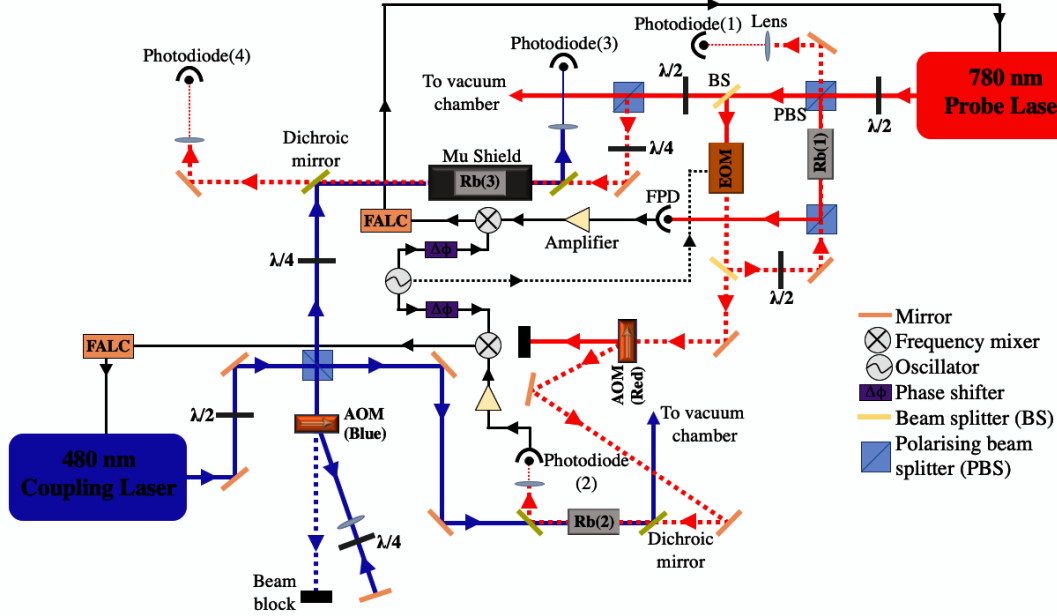 Photodiode(1)
Lens
Photodiode(4)
Photodiode(3)
780 nm
Probe Lase
To vacuum
chamber
λ/2
BS
PBS
λ/2
Rb(1)
EOM
Dichroic
mirror
Mu Shield
Rb(3)
λ/4
FPD
FALC
Amplifier
Δϕ
λ/4
λ/2
Δϕ
Mirror
Frequency mixer
Oscillator
Δϕ
Phase shifter
Beam splitter (BS)
Polarising beam
splitter (PBS)
FALC
AOM
(Red)
λ/2
AOM
(Blue)
To vacuum
chamber
480 nm
Coupling Laser
Photodiode
(2)
Rb(2)
λ/4
Dichroic
mirror
Beam
block